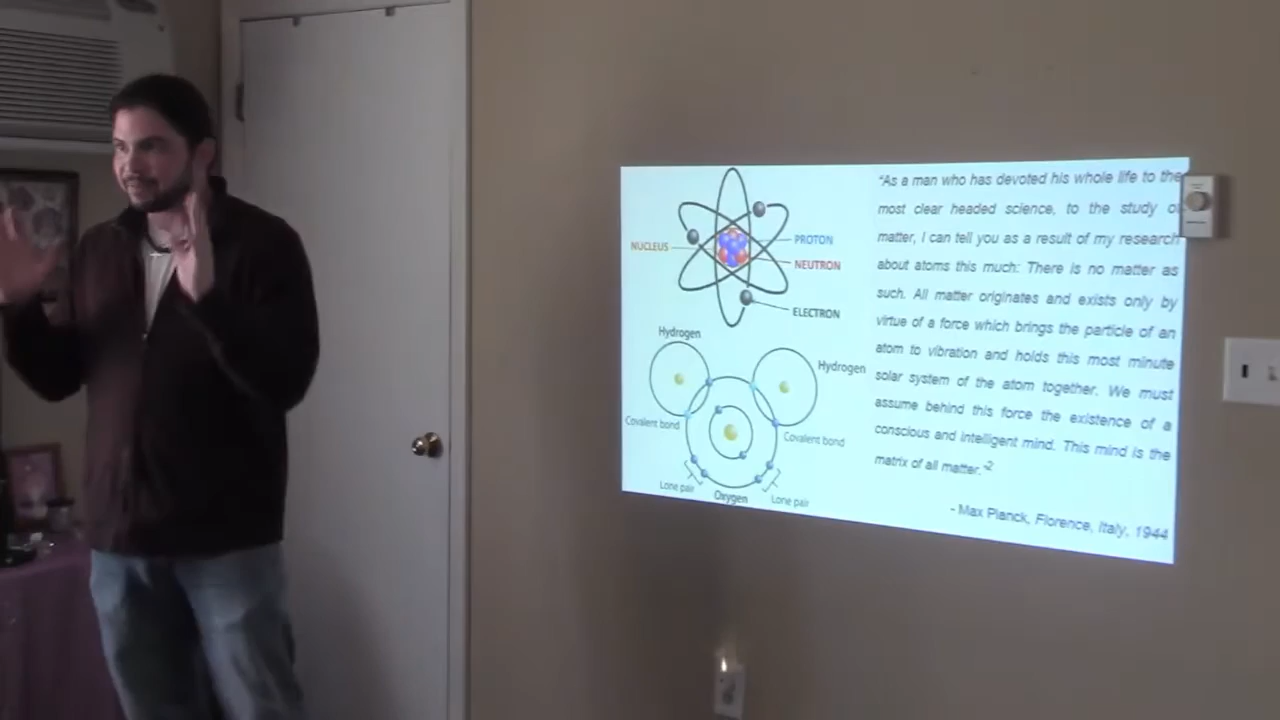 NUCLEUS
PROTON
NEUTRON
ELECTRON
Hydrogen
Hydrogen
Covalent bond
Covalent bond
Lone pair
Oxygen
Lone pair
“As a man who has devoted his whole life to the
most clear headed science, to the study of
matter, I can tell you as a result of my research
about atoms this much: There is no matter as
such. All matter originates and exists only by
virtue of a force which brings the particle of an
atom to vibration and holds this most minute
solar system of the atom together. We must
assume behind this force the existence of a
conscious and intelligent mind. This mind is the
matrix of all matter.”2
- Max Planck, Florence, Italy, 1944